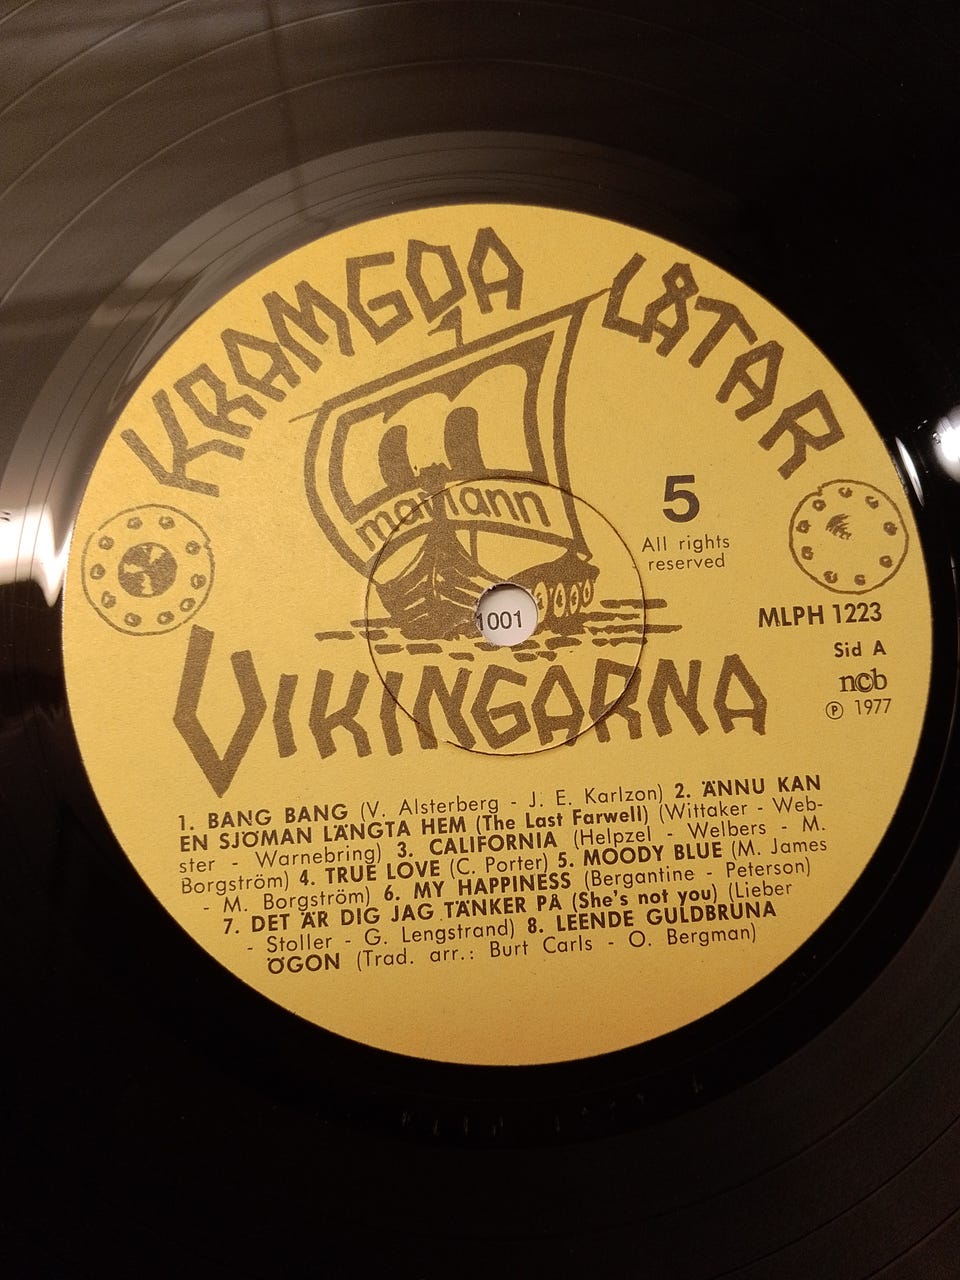 KRAMGOA LÅTAR
mariann
5
All rights
reserved
1001
MLPH 1223
Sid A
ncb
Ⓟ 1977
VIKINGARNA
1. BANG BANG (V. Alsterberg - J. E. Karlzon) 2. ÄNNU KAN
EN SJÖMAN LÄNGTA HEM (The Last Farwell) (Wittaker - Web-
ster - Warnebring) 3. CALIFORNIA (Helpzel - Welbers - M.
Borgström) 4. TRUE LOVE (C. Porter) 5. MOODY BLUE (M. James
- M. Borgström) 6. MY HAPPINESS (Bergantine - Peterson)
7. DET ÄR DIG JAG TÄNKER PÅ (She's not you) (Lieber
- Stoller - G. Lengstrand) 8. LEENDE GULDBRUNA
ÖGON (Trad. arr.: Burt Carls - O. Bergman)